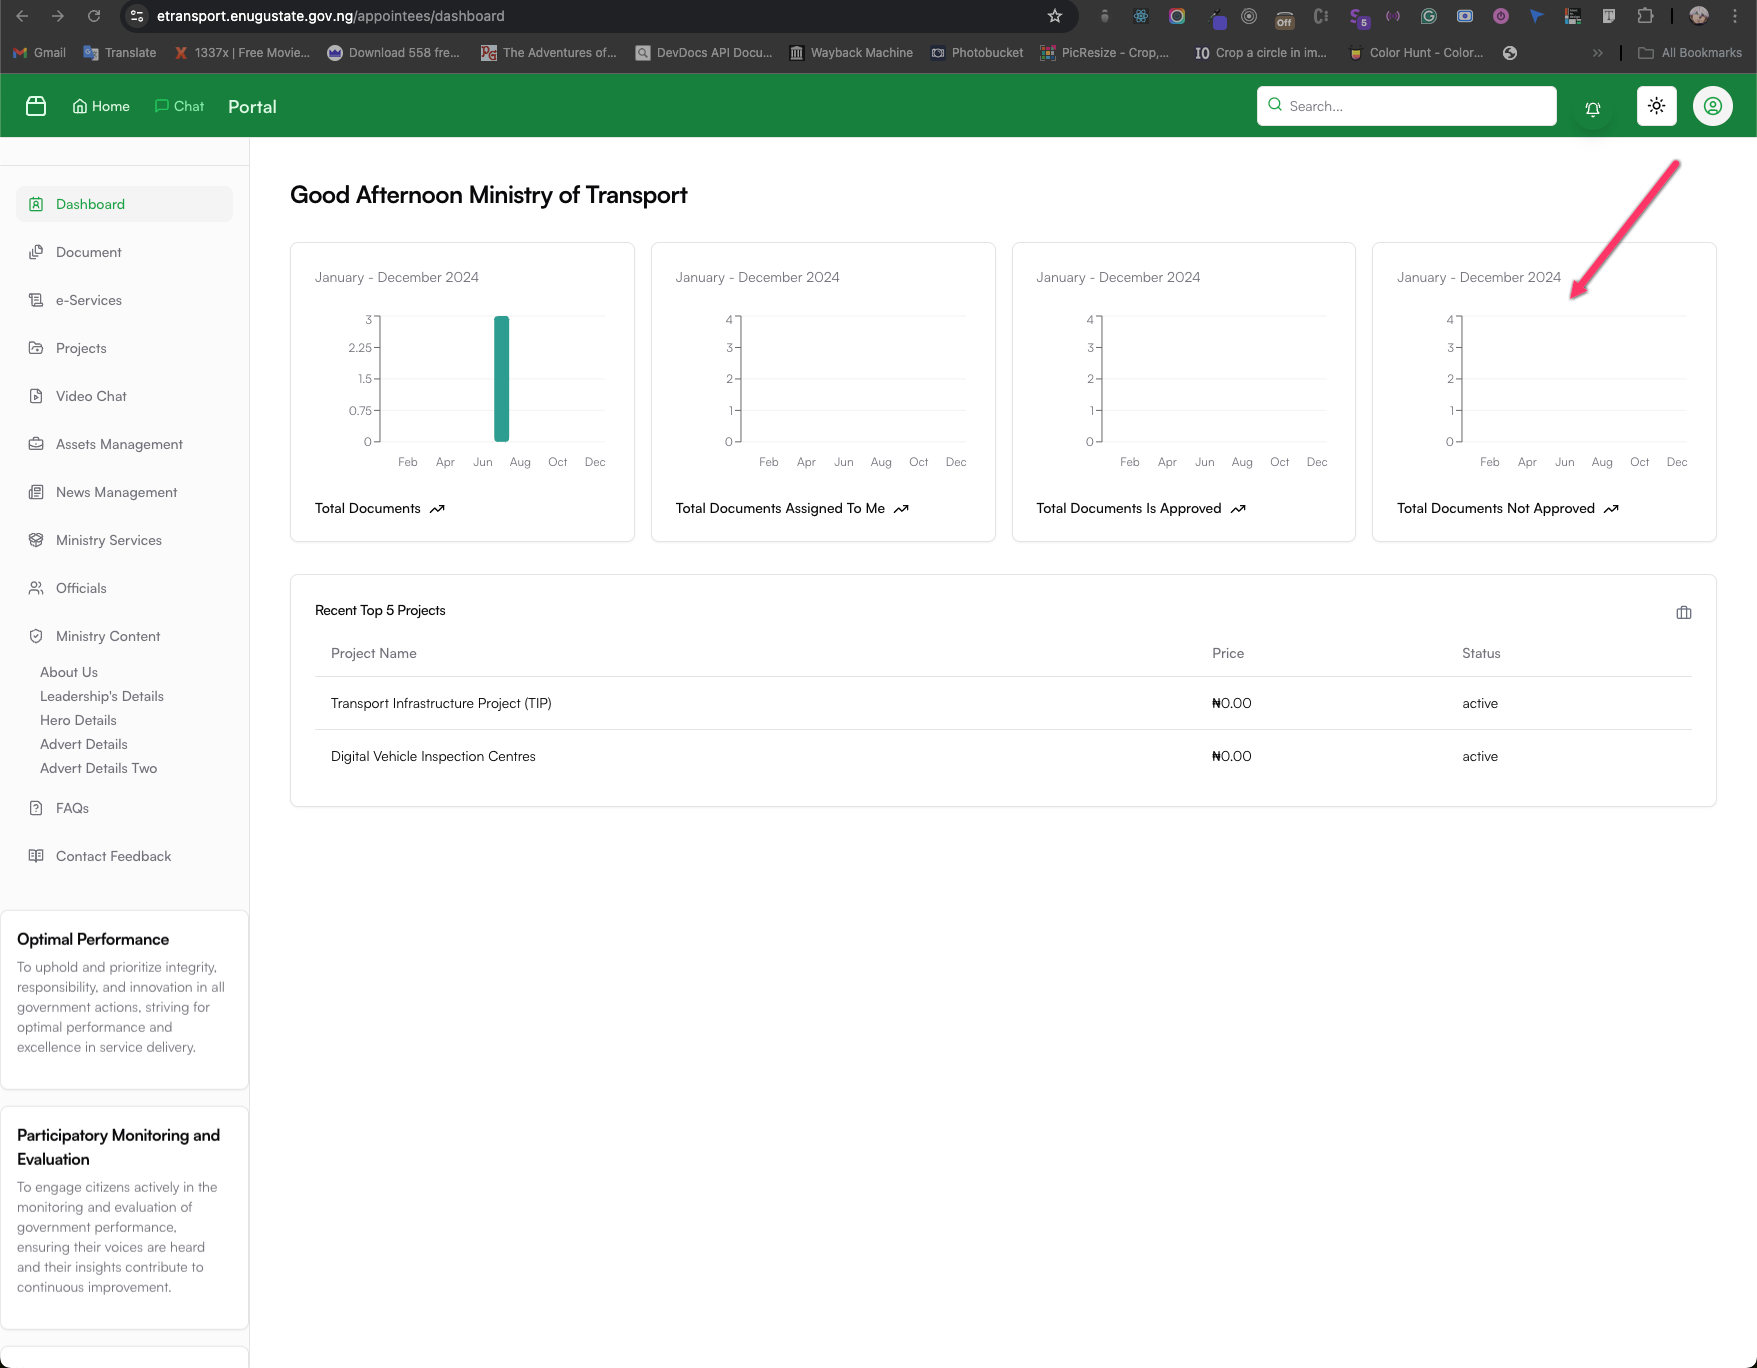 etransport.enugustate.gov.ng/appointees/dashboard
Off
5
Gmail
Translate
1337x | Free Movie...
Download 558 free...
The Adventures of...
DevDocs API Docu...
Wayback Machine
Photobucket
PicResize - Crop,...
Crop a circle in im...
Color Hunt - Color...
All Bookmarks
Home
Chat
Portal
Search...
Dashboard
Document
e-Services
Projects
Video Chat
Assets Management
News Management
Ministry Services
Officials
Ministry Content
About Us
Leadership's Details
Hero Details
Advert Details
Advert Details Two
FAQs
Contact Feedback
Optimal Performance
To uphold and prioritize integrity,
responsibility, and innovation in all
government actions, striving for
optimal performance and
excellence in service delivery.
Participatory Monitoring and
Evaluation
To engage citizens actively in the
monitoring and evaluation of
government performance,
ensuring their voices are heard
and their insights contribute to
continuous improvement.
Good Afternoon Ministry of Transport
January - December 2024
3
2.25
1.5
0.75
0
Feb Apr Jun Aug Oct Dec
Total Documents
January - December 2024
4
3
2
1
0
Feb Apr Jun Aug Oct Dec
Total Documents Assigned To Me
January - December 2024
4
3
2
1
0
Feb Apr Jun Aug Oct Dec
Total Documents Is Approved
January - December 2024
4
3
2
1
0
Feb Apr Jun Aug Oct Dec
Total Documents Not Approved
Recent Top 5 Projects
Project Name Price Status
Transport Infrastructure Project (TIP) ₦0.00 active
Digital Vehicle Inspection Centres ₦0.00 active